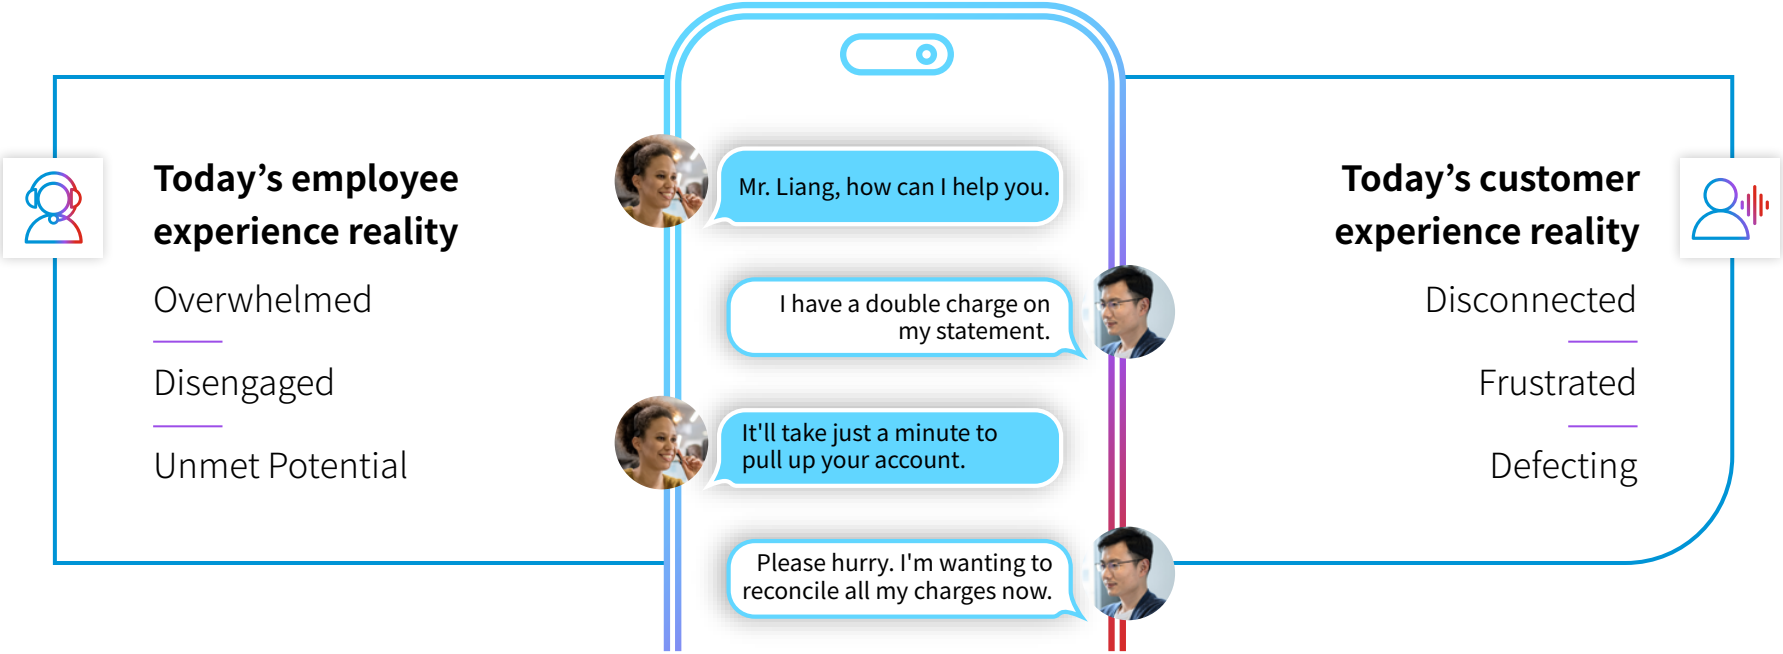 Today’s employee
experience reality
Overwhelmed
Disengaged
Unmet Potential
Mr. Liang, how can I help you.
I have a double charge on
my statement.
It'll take just a minute to
pull up your account.
Please hurry. I'm wanting to
reconcile all my charges now.
Today’s customer
experience reality
Disconnected
Frustrated
Defecting